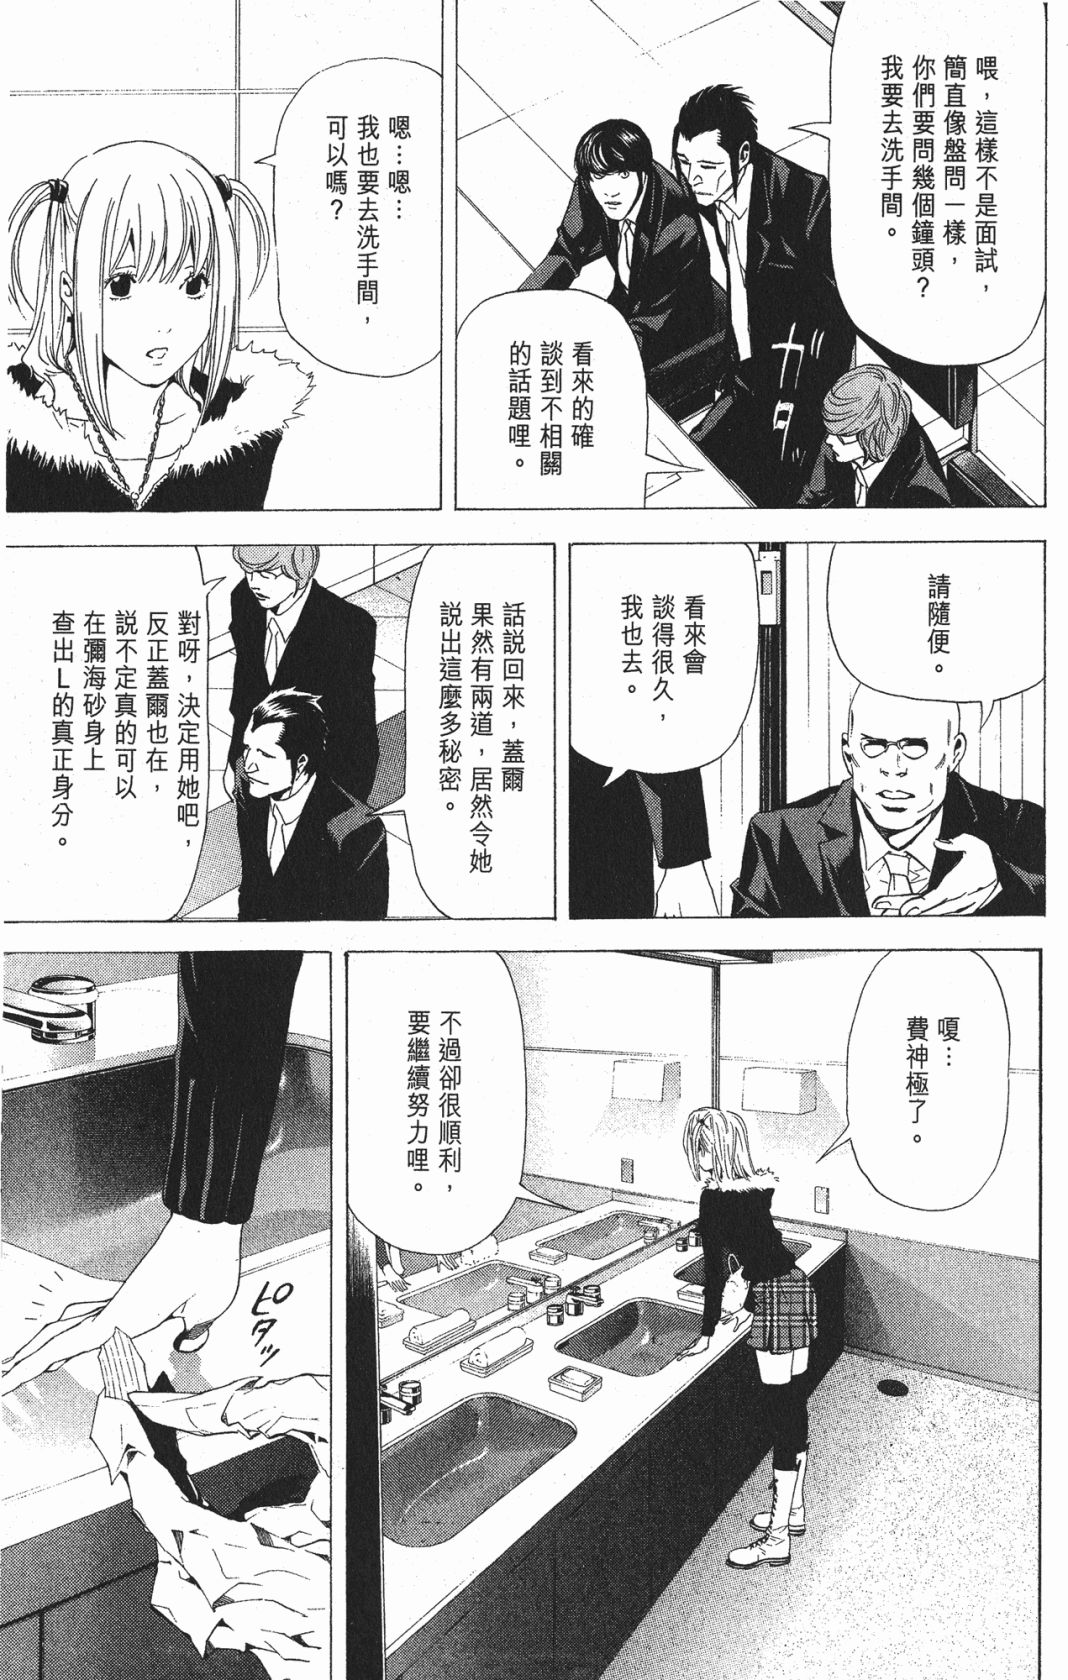 喂，這樣不是面試，
簡直像盤問一樣，
你們要問幾個鐘頭？
我要去洗手間。
ガタ
看來的確
談到不相關
的話題哩。
嗯…嗯…
我也要去洗手間，
可以嗎？
請隨便。
看來會
談得很久，
我也去。
話説回來，蓋爾
果然有兩道，居然令她
説出這麼多秘密。
對呀，決定用她吧，
反正蓋爾也在，
説不定真的可以
在彌海砂身上
查出L的真正身分。
嗄…
費神極了。
不過卻很順利，
要繼續努力哩。
ピタッ